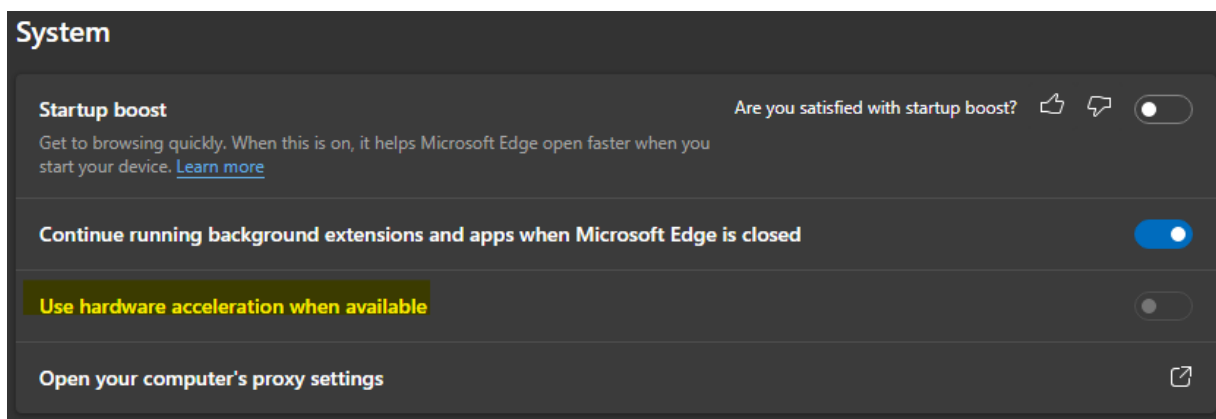 System
Startup boost
Are you satisfied with startup boost?
Get to browsing quickly. When this is on, it helps Microsoft Edge open faster when you
start your device. Learn more
Continue running background extensions and apps when Microsoft Edge is closed
Use hardware acceleration when available
Open your computer's proxy settings